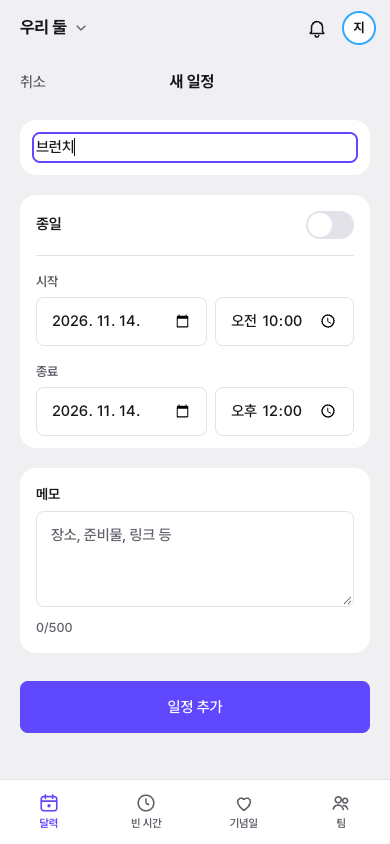 우리 둘
지
취소
새 일정
브런치
종일
시작
2026. 11. 14.
오전 10:00
종료
2026. 11. 14.
오후 12:00
메모
장소, 준비물, 링크 등
0/500
일정 추가
달력
빈 시간
기념일
팀